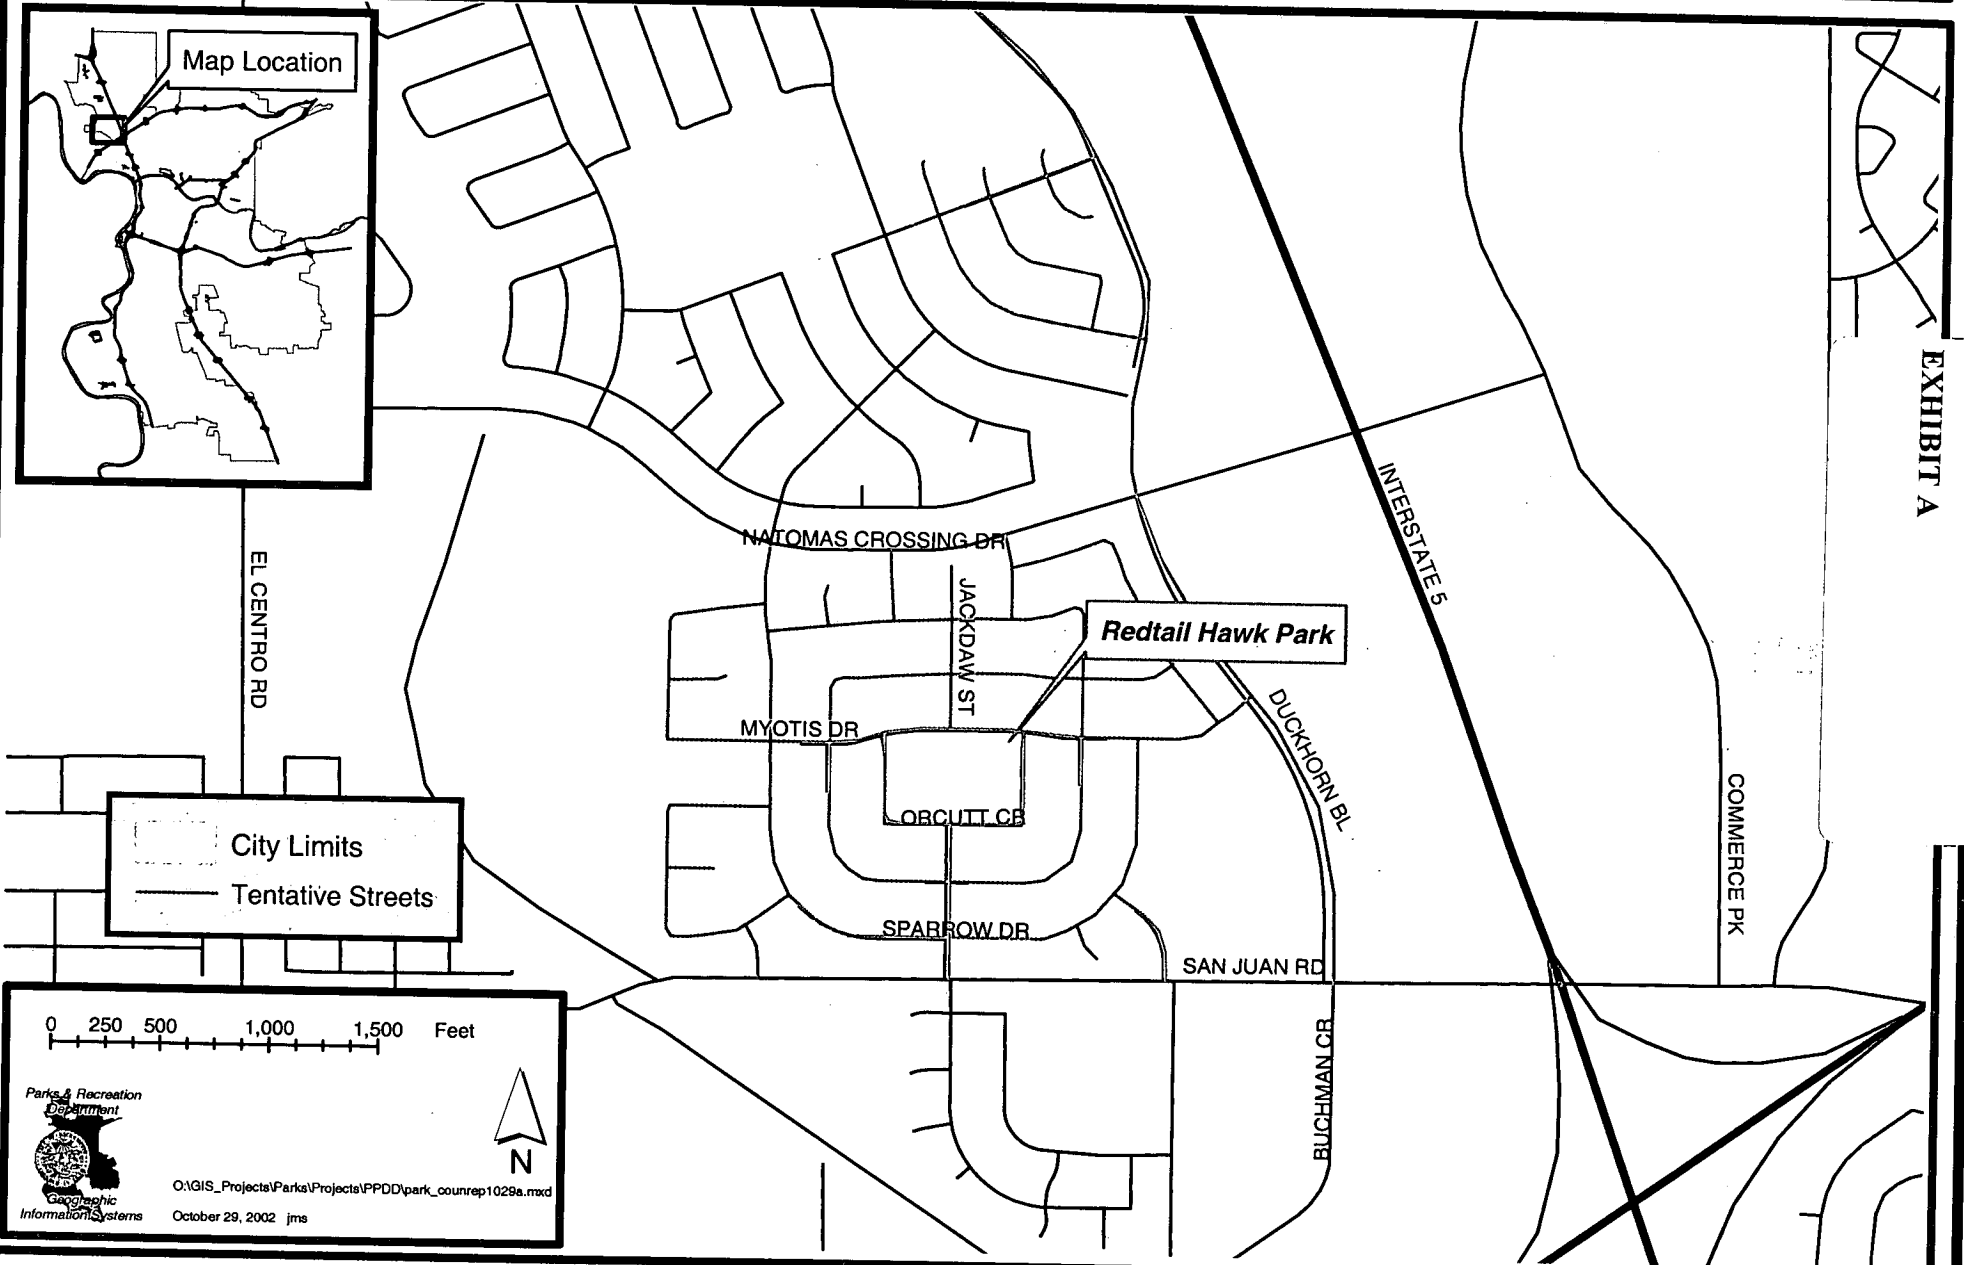 Map Location
EXHIBIT A
NATOMAS CROSSING DR
INTERSTATE 5
EL CENTRO RD
JACKDAW ST
Redtail Hawk Park
MYOTIS DR
DUCKHORN BL
COMMERCE PK
ORCUTT CR
City Limits
Tentative Streets
SPARROW DR
SAN JUAN RD
BUCHMAN CR
0 250 500 1,000 1,500 Feet
Parks & Recreation
Department
Geographic
Information Systems
N
O:\GIS_Projects\Parks\Projects\PPDD\park_counrep1029a.mxd
October 29, 2002 jms